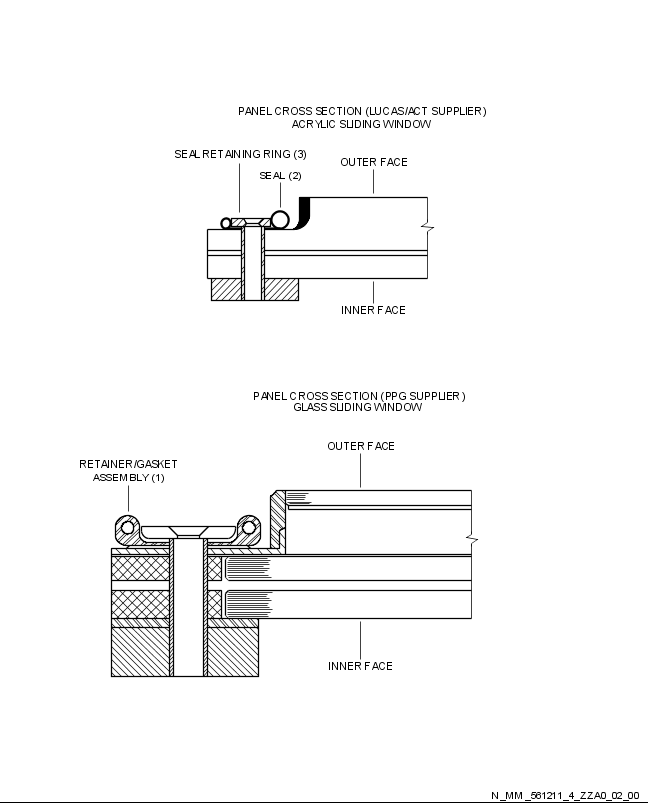 PANEL CROSS SECTION (LUCAS/ACT SUPPLIER)
ACRYLIC SLIDING WINDOW
SEAL RETAINING RING (3)
OUTER FACE
SEAL (2)
INNER FACE
PANEL CROSS SECTION (PPG SUPPLIER)
GLASS SLIDING WINDOW
OUTER FACE
RETAINER/GASKET
ASSEMBLY (1)
INNER FACE
N_MM_561211_4_ZZA0_02_00